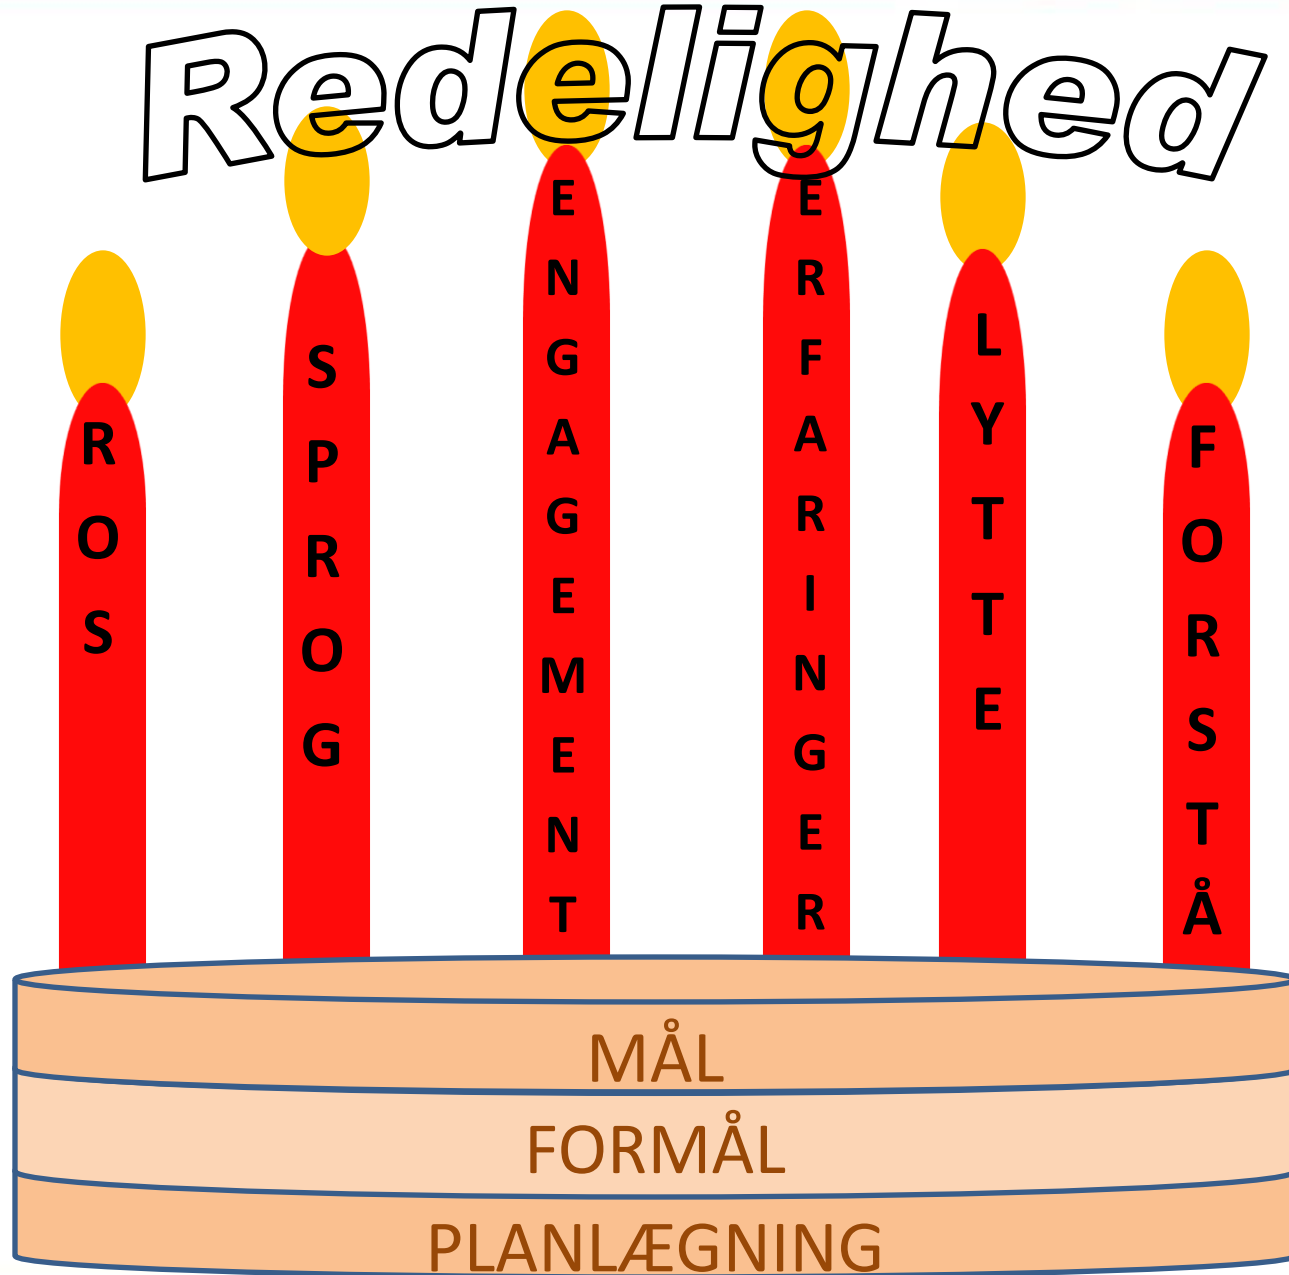 Redelighed
ROS
SPROG
ENGAGEMENT
ERFARINGER
LYTTE
FORSTÅ
MÅL
FORMÅL
PLANLÆGNING